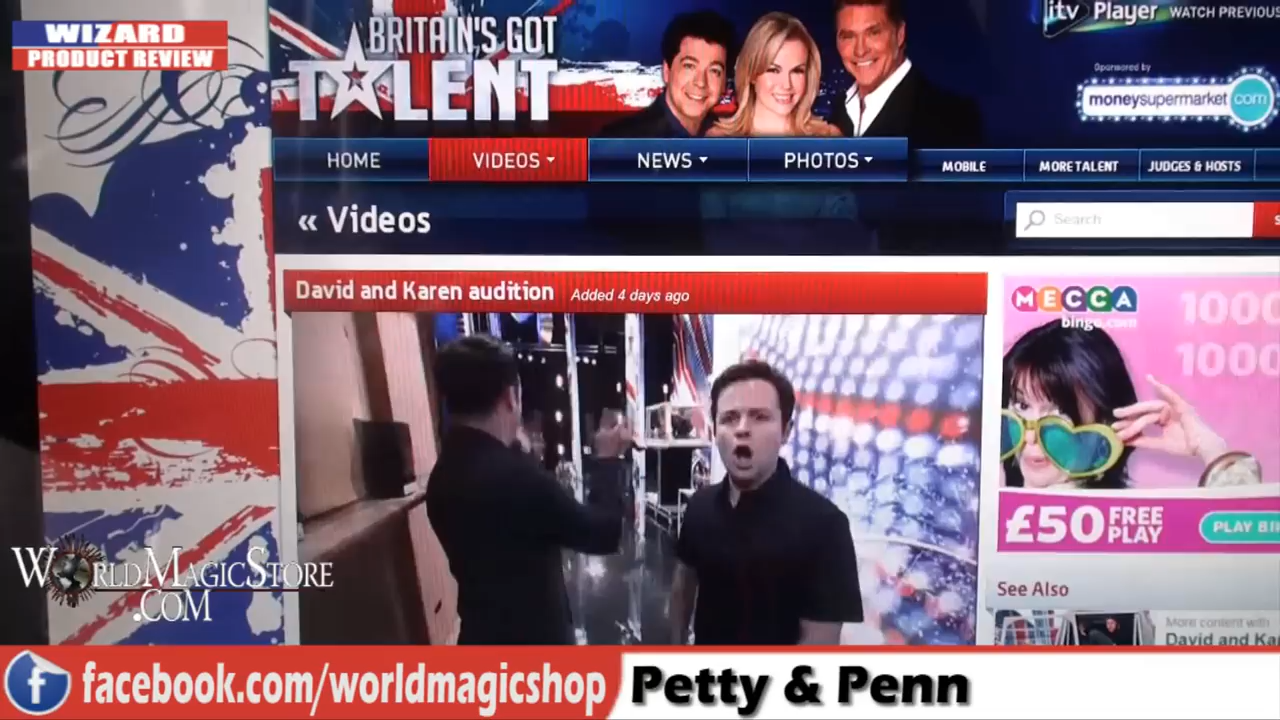 WIZARD
PRODUCT REVIEW
BRITAIN'S GOT
TALENT
itv Player WATCH PREVIOUS
Sponsored by
moneysupermarket com
HOME
VIDEOS
NEWS
PHOTOS
MOBILE
MORE TALENT
JUDGES & HOSTS
« Videos
Search
David and Karen audition
Added 4 days ago
MECCA
bingo.com
1000
1000
£50 FREE
PLAY
PLAY BI
See Also
More content with
David and Ka
WORLDMAGICSTORE
.COM
f facebook.com/worldmagicshop
Petty & Penn